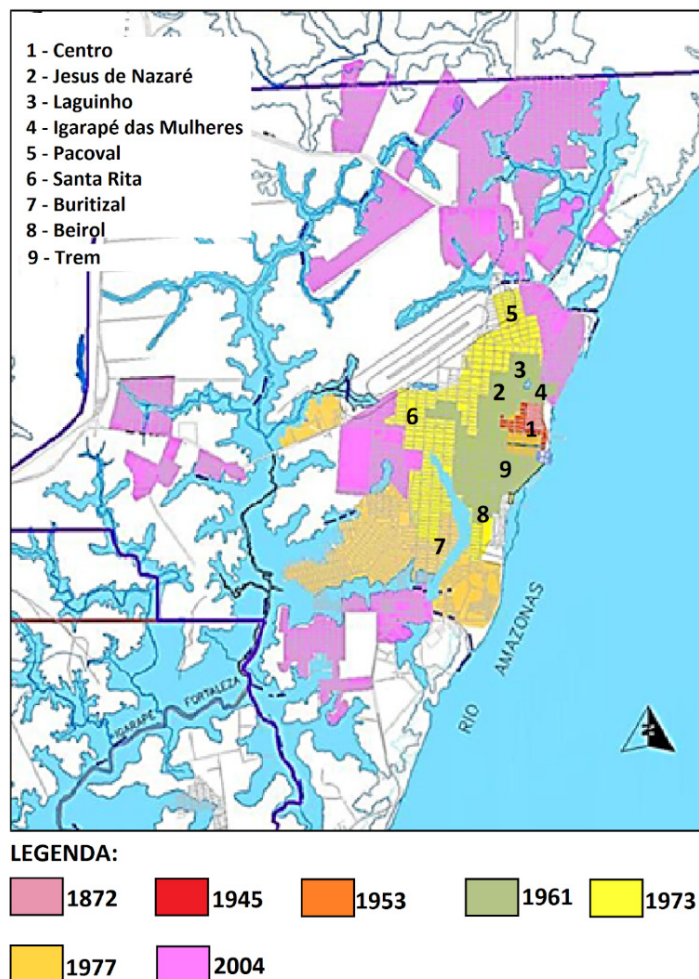 1 - Centro
2 - Jesus de Nazaré
3 - Laguinho
4 - Igarapé das Mulheres
5 - Pacoval
6 - Santa Rita
7 - Buritizal
8 - Beirol
9 - Trem
5
3
2
4
6
1
9
8
7
RIO AMAZONAS
IGARAPÉ FORTALEZA
LEGENDA:
1872
1945
1953
1961
1973
1977
2004